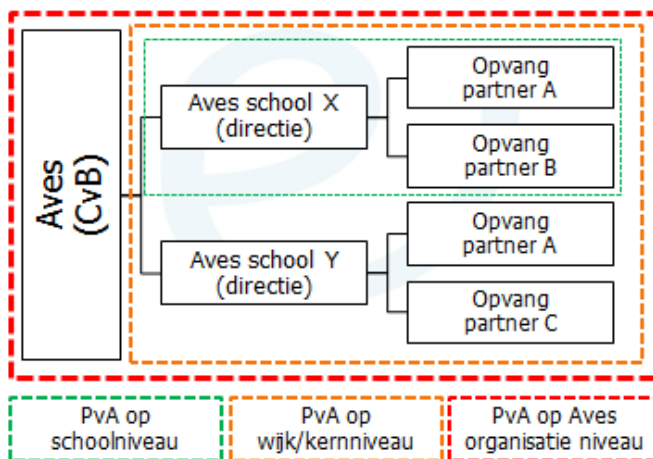 Aves
(CvB)
Aves school X
(directie)
Opvang
partner A
Opvang
partner B
Aves school Y
(directie)
Opvang
partner A
Opvang
partner C
PvA op
schoolniveau
PvA op
wijk/kernniveau
PvA op Aves
organisatie niveau